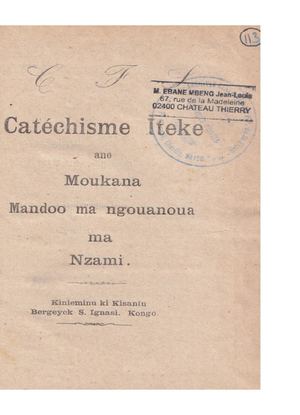 113
C F
M. EBANE MBENG Jean-Louis
67, rue de la Madeleine
02400 CHATEAU THIERRY
Catéchisme Iteke
ane
Moukana
Mandoo ma ngouanoua
ma
Nzami.
Kinieminu ki Kisantu
Bergeyck S. Ignasi. Kongo